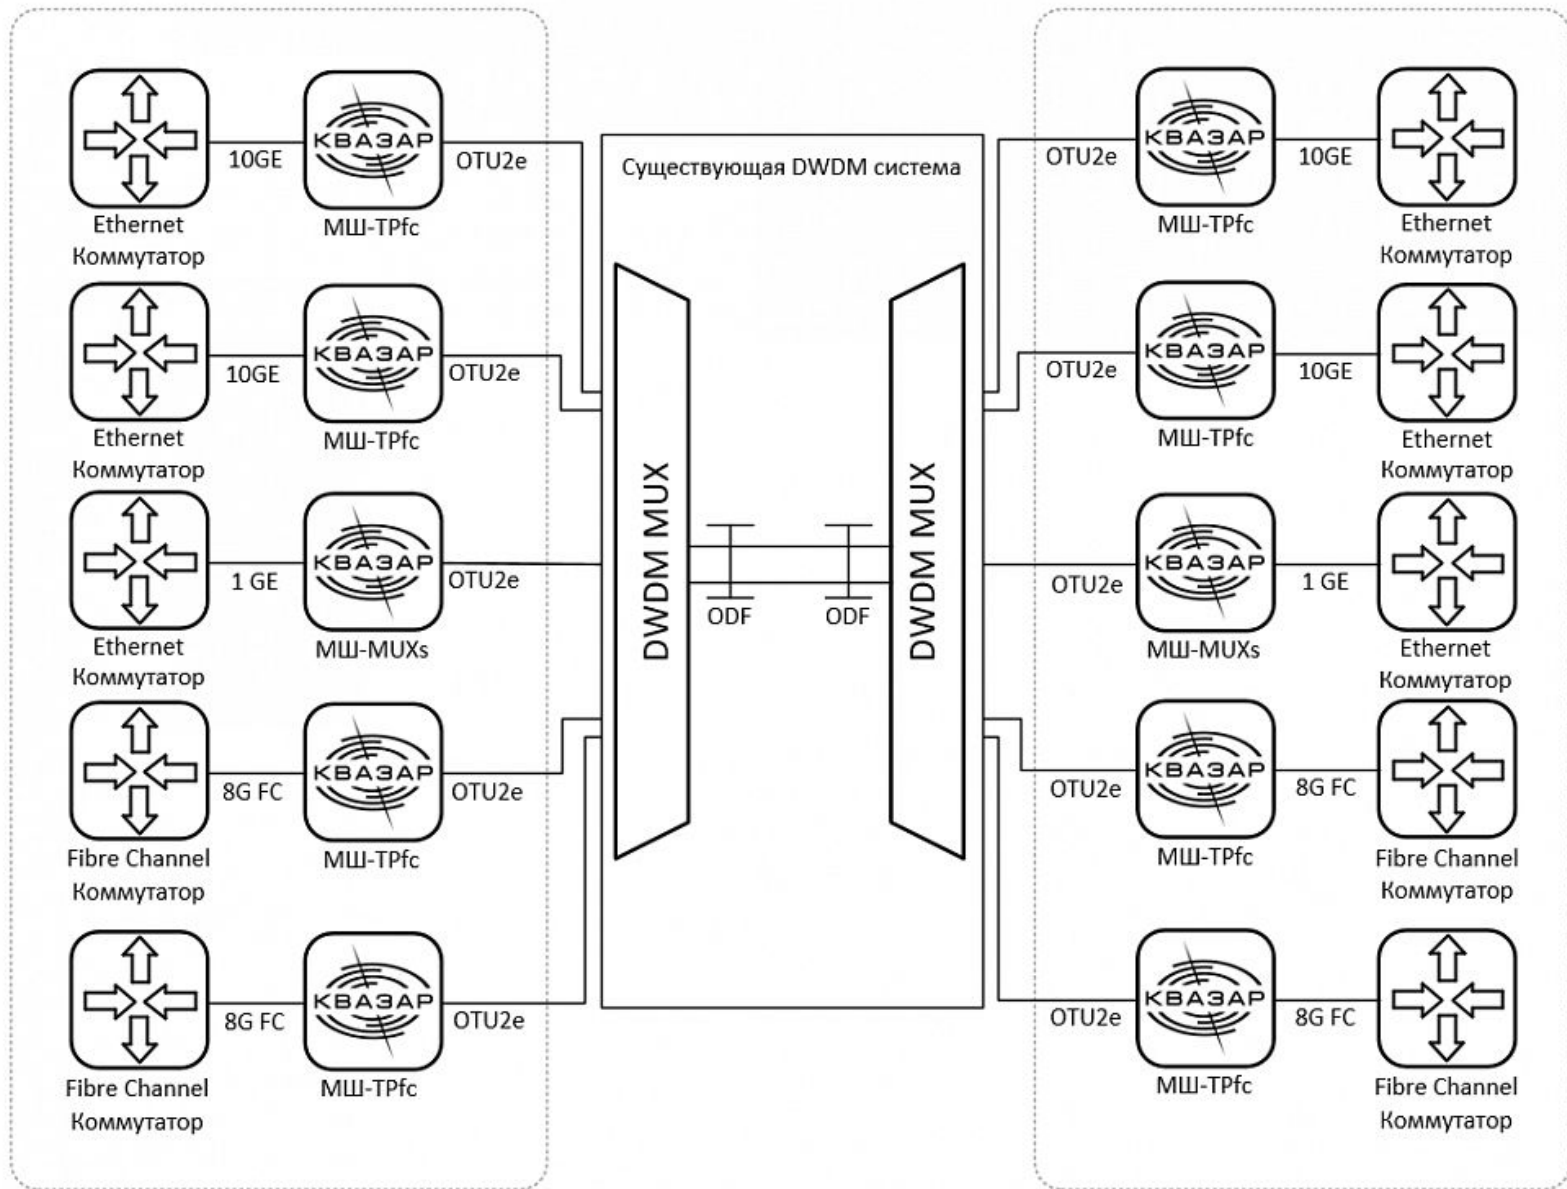 Существующая DWDM система
КВАЗАР
10GE
OTU2e
Ethernet
Коммутатор
МШ-TPfc
КВАЗАР
10GE
OTU2e
Ethernet
Коммутатор
МШ-TPfc
КВАЗАР
1 GE
OTU2e
Ethernet
Коммутатор
МШ-MUXs
КВАЗАР
8G FC
OTU2e
Fibre Channel
Коммутатор
МШ-TPfc
КВАЗАР
8G FC
OTU2e
Fibre Channel
Коммутатор
МШ-TPfc
DWDM MUX
ODF
ODF
DWDM MUX
КВАЗАР
OTU2e
10GE
МШ-TPfc
Ethernet
Коммутатор
КВАЗАР
OTU2e
10GE
МШ-TPfc
Ethernet
Коммутатор
КВАЗАР
OTU2e
1 GE
МШ-MUXs
Ethernet
Коммутатор
КВАЗАР
OTU2e
8G FC
МШ-TPfc
Fibre Channel
Коммутатор
КВАЗАР
OTU2e
8G FC
МШ-TPfc
Fibre Channel
Коммутатор